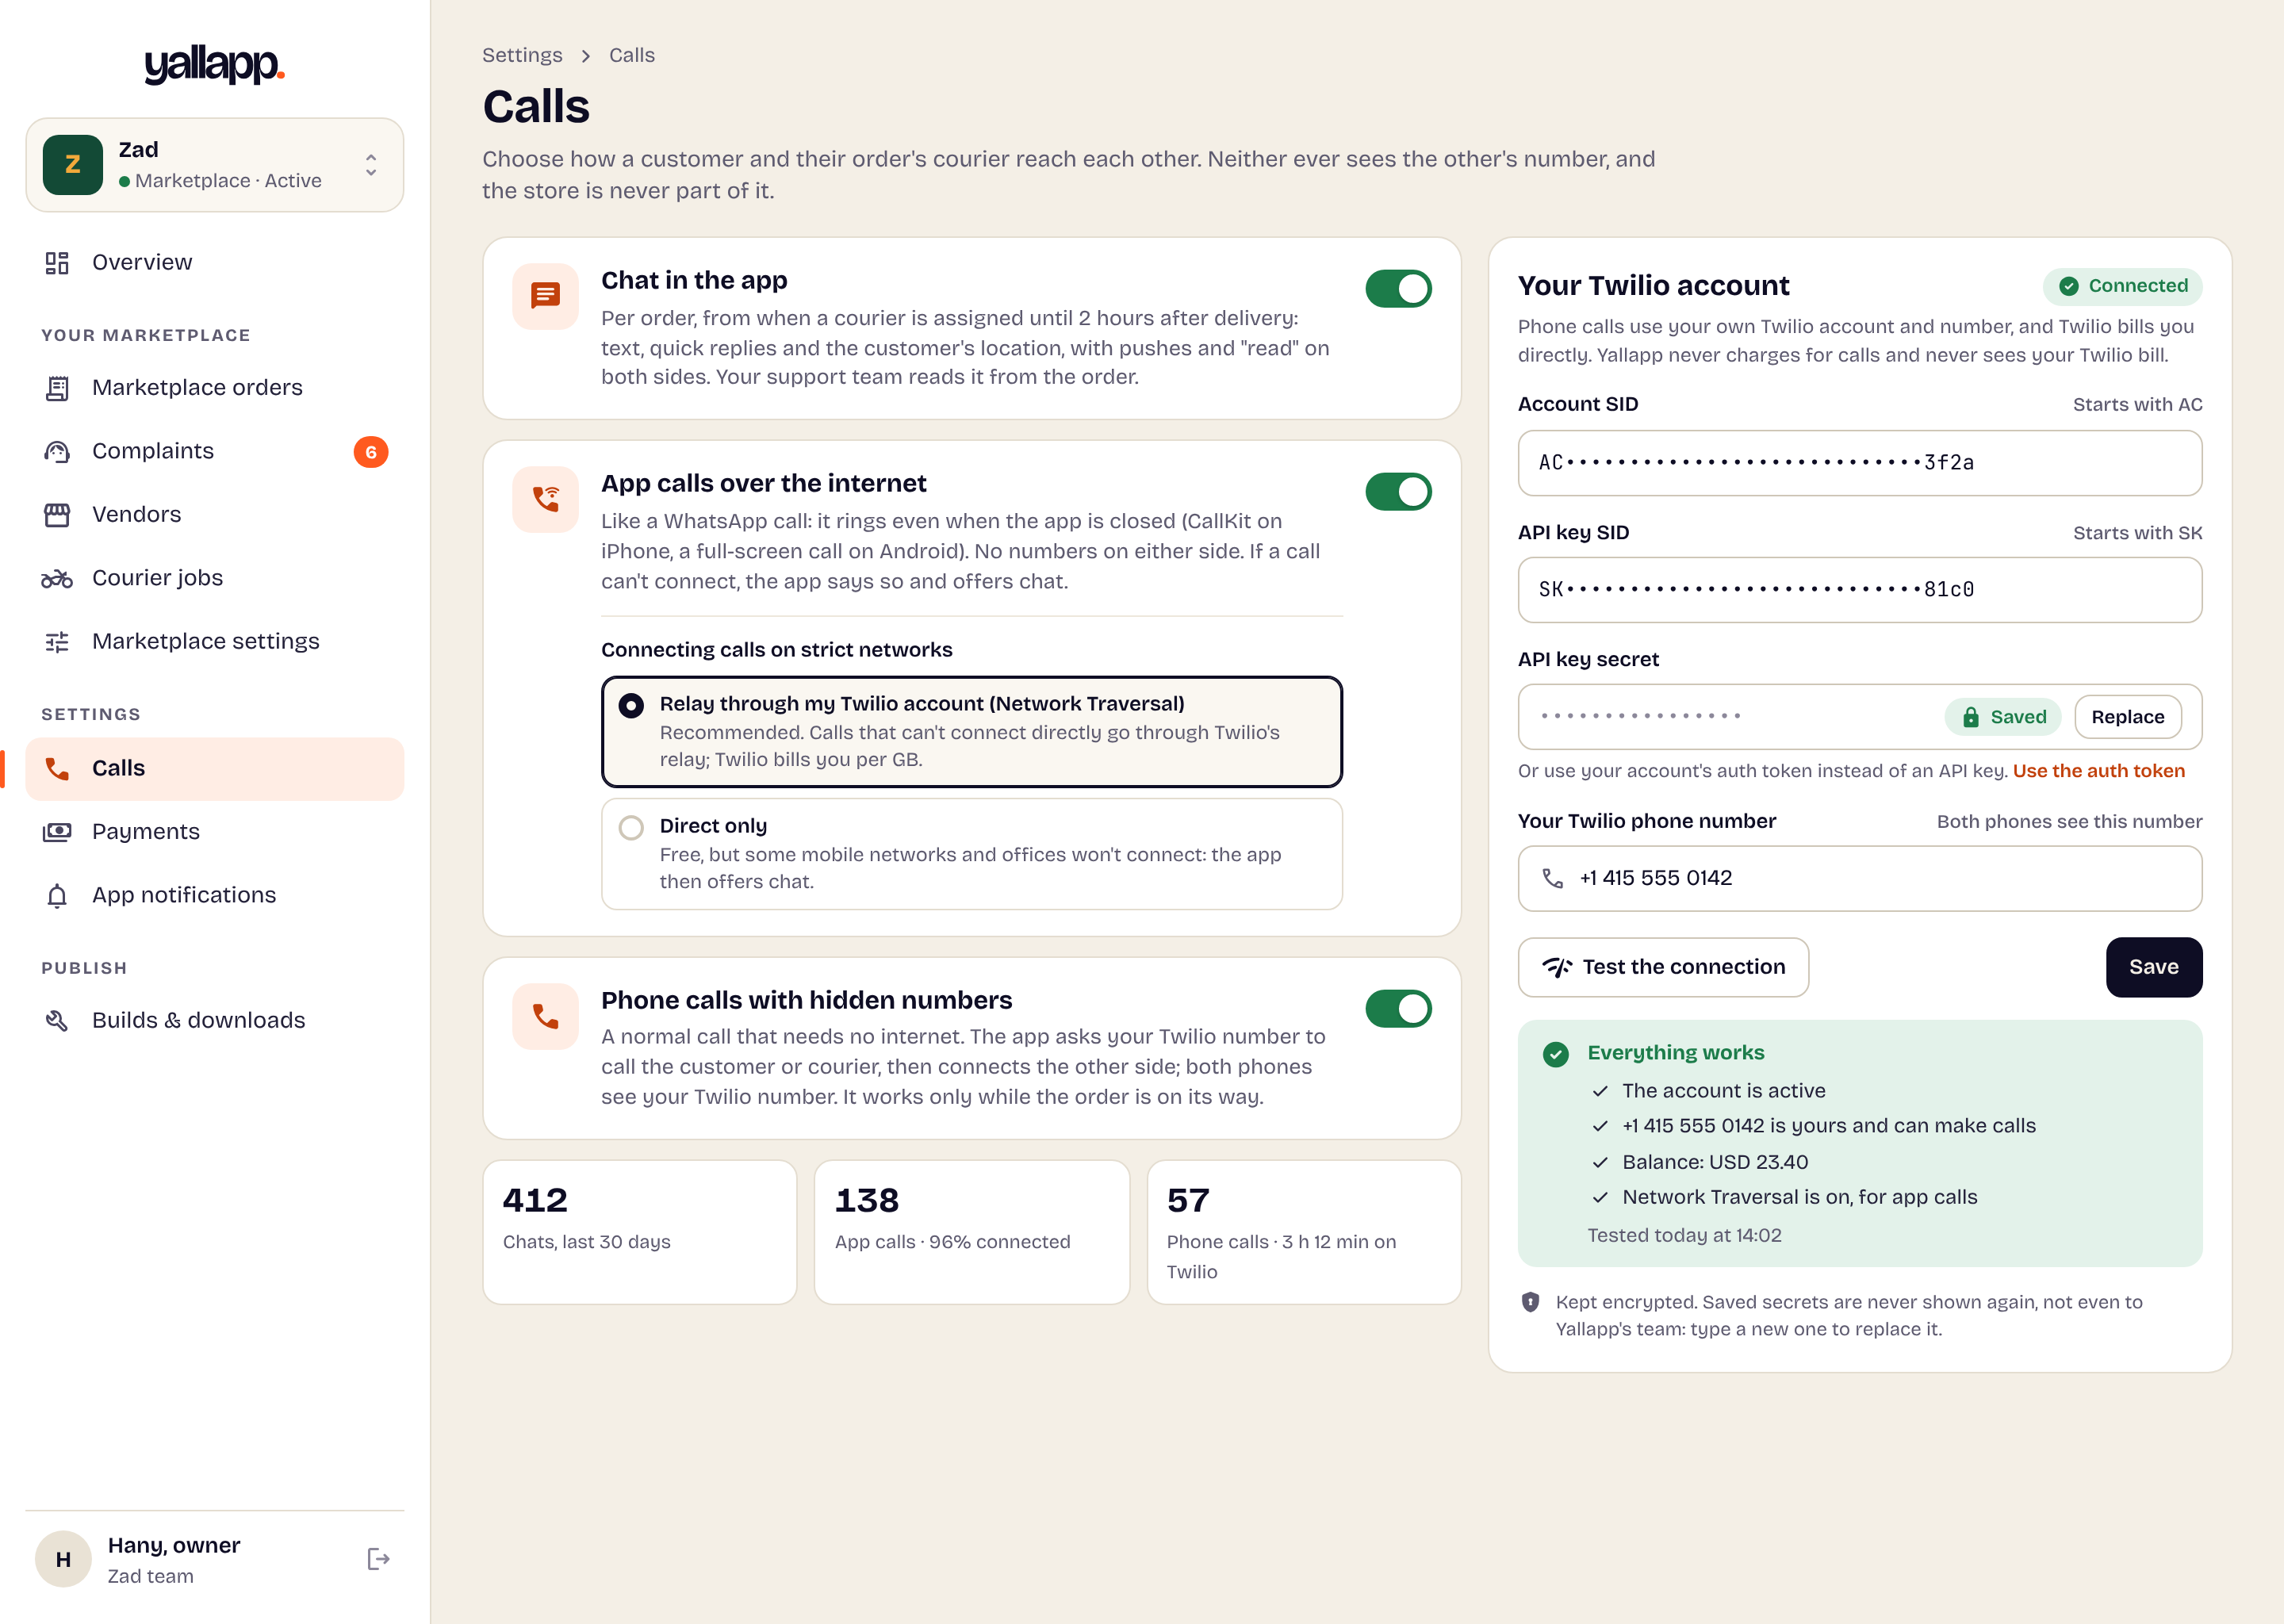 yallapp.
Z
Zad
Marketplace · Active
Overview
YOUR MARKETPLACE
Marketplace orders
Complaints
6
Vendors
Courier jobs
Marketplace settings
SETTINGS
Calls
Payments
App notifications
PUBLISH
Builds & downloads
H
Hany, owner
Zad team
Settings > Calls
Calls
Choose how a customer and their order's courier reach each other. Neither ever sees the other's number, and
the store is never part of it.
Chat in the app
Per order, from when a courier is assigned until 2 hours after delivery:
text, quick replies and the customer's location, with pushes and "read" on
both sides. Your support team reads it from the order.
App calls over the internet
Like a WhatsApp call: it rings even when the app is closed (CallKit on
iPhone, a full-screen call on Android). No numbers on either side. If a call
can't connect, the app says so and offers chat.
Connecting calls on strict networks
Relay through my Twilio account (Network Traversal)
Recommended. Calls that can't connect directly go through Twilio's
relay; Twilio bills you per GB.
Direct only
Free, but some mobile networks and offices won't connect: the app
then offers chat.
Phone calls with hidden numbers
A normal call that needs no internet. The app asks your Twilio number to
call the customer or courier, then connects the other side; both phones
see your Twilio number. It works only while the order is on its way.
412
Chats, last 30 days
138
App calls · 96% connected
57
Phone calls · 3 h 12 min on
Twilio
Your Twilio account
Connected
Phone calls use your own Twilio account and number, and Twilio bills you
directly. Yallapp never charges for calls and never sees your Twilio bill.
Account SID
Starts with AC
AC••••••••••••••••••••••••••••3f2a
API key SID
Starts with SK
SK••••••••••••••••••••••••••••81c0
API key secret
••••••••••••••••
Saved
Replace
Or use your account's auth token instead of an API key. Use the auth token
Your Twilio phone number
Both phones see this number
+1 415 555 0142
Test the connection
Save
Everything works
The account is active
+1 415 555 0142 is yours and can make calls
Balance: USD 23.40
Network Traversal is on, for app calls
Tested today at 14:02
Kept encrypted. Saved secrets are never shown again, not even to
Yallapp's team: type a new one to replace it.